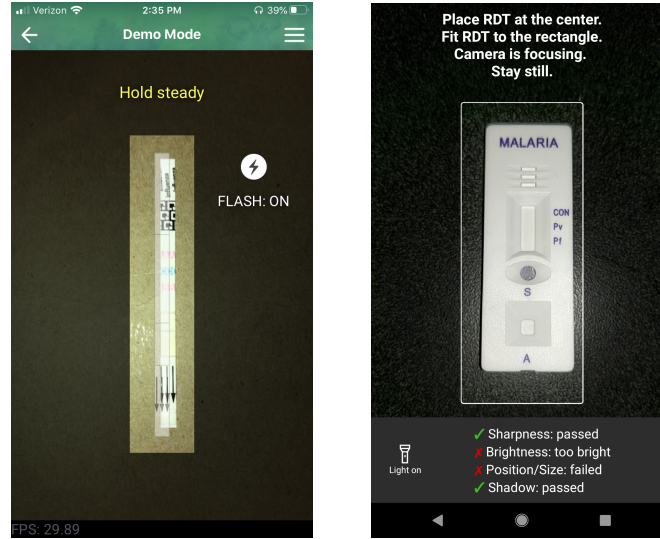 Verizon 2:35 PM 39%
Demo Mode
Hold steady
FLASH: ON
FPS: 29.89
Place RDT at the center.
Fit RDT to the rectangle.
Camera is focusing.
Stay still.
MALARIA
CON
Pv
Pf
S
A
Light on
Sharpness: passed
Brightness: too bright
Position/Size: failed
Shadow: passed